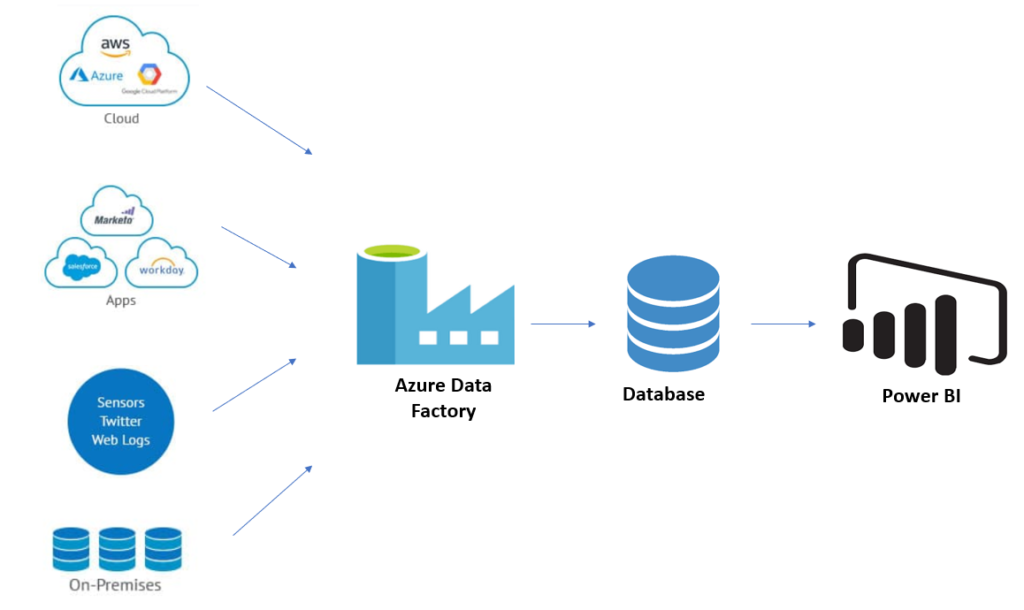 aws
Azure
Google Cloud Platform
Cloud
Marketo
salesforce
workday
Apps
Sensors
Twitter
Web Logs
On-Premises
Azure Data
Factory
Database
Power BI